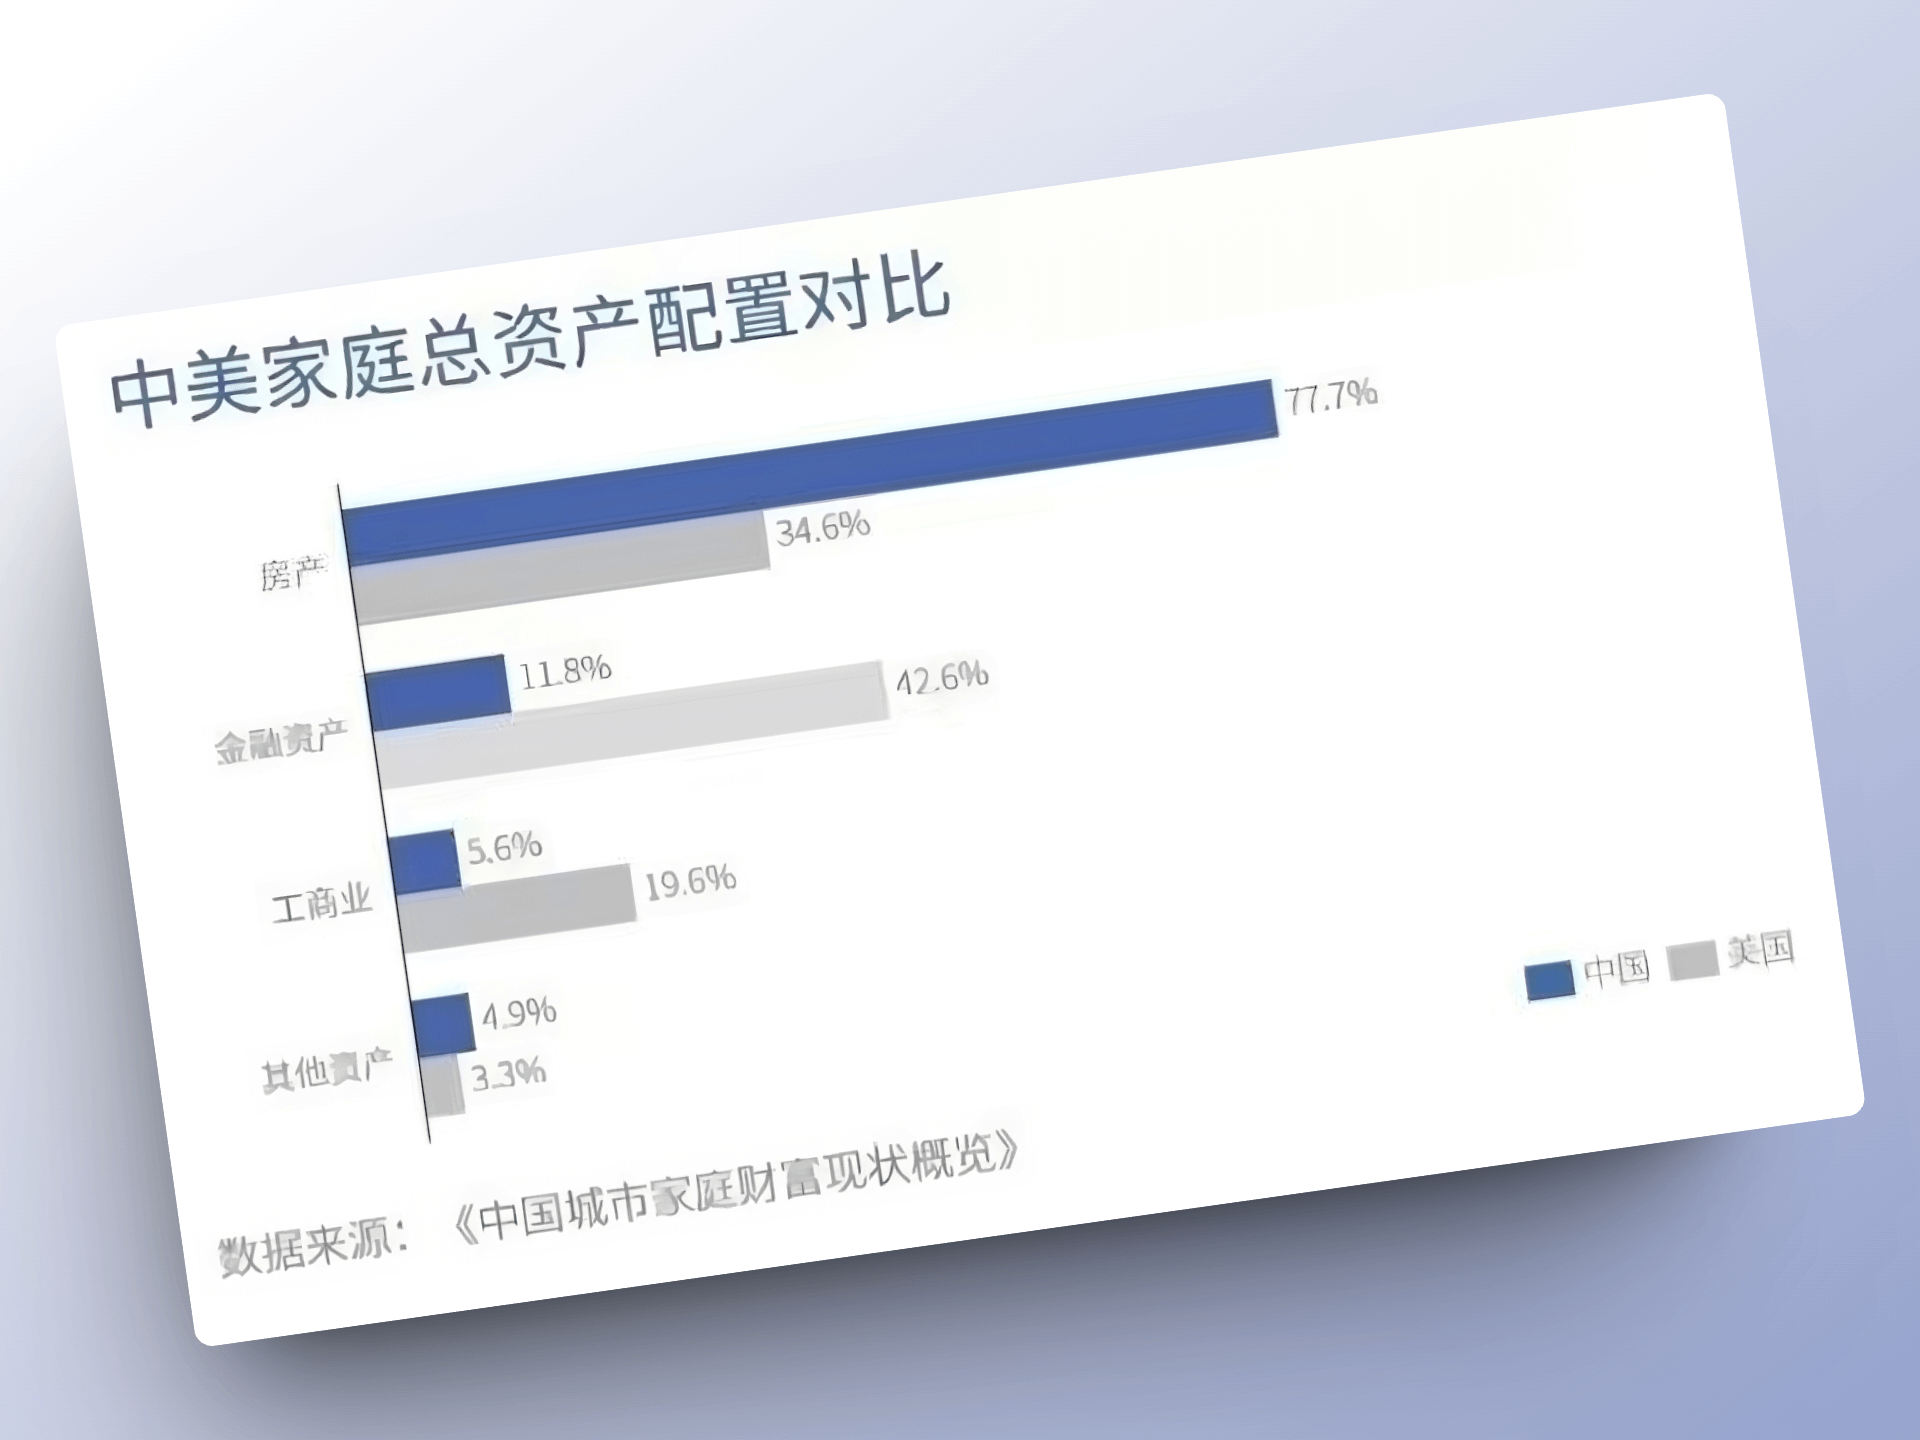 中美家庭总资产配置对比
77.7%
房产
34.6%
11.8%
金融资产
42.6%
5.6%
工商业
19.6%
4.9%
其他资产
3.3%
中国 美国
数据来源：《中国城市家庭财富现状概览》